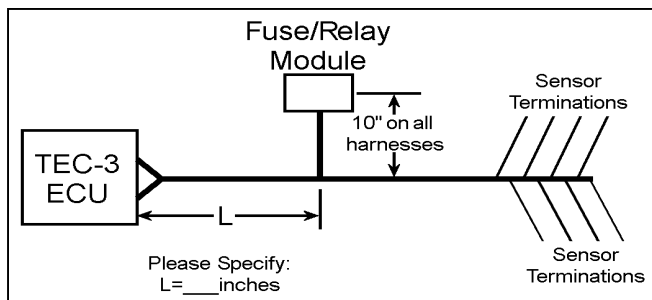 Fuse/Relay
Module
Sensor
Terminations
10" on all
harnesses
TEC-3
ECU
L
Please Specify:
L=___inches
Sensor
Terminations